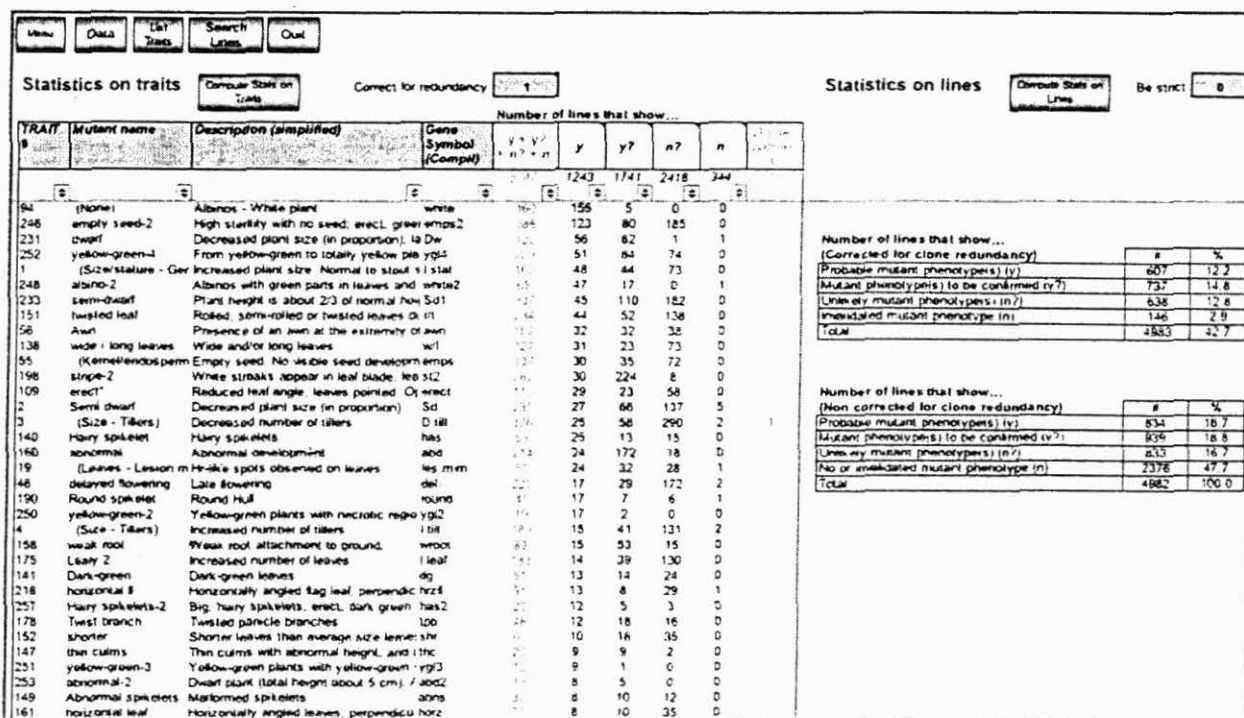 Menu Data List Traits Search Lines Quit
Statistics on traits Compute Stats on Traits Correct for redundancy 1 Statistics on lines Compute Stats on Lines Be strict 0
Number of lines that show...
TRAIT # Mutant name Description (simplified) Gene Symbol (Compil) y + y? + n? + n y y? n? n
1243 1741 2418 344
94 (None) Albinos - White plant white 155 5 0 0
246 empty seed-2 High sterility with no seed, erect, green emps2 123 80 185 0
231 dwarf Decreased plant size (in proportion), la Dw 56 62 1 1
252 yellow-green-1 From yellow-green to totally yellow pla ygl1 51 84 74 0
1 (Size/stature - Ger Increased plant size. Normal to stout s l stat 48 44 73 0
248 albino-2 Albinos with green parts in leaves and white2 47 17 0 1
233 semi-dwarf Plant height is about 2/3 of normal Sd1 45 110 182 0
151 twisted leaf Rolled, semi-rolled or twisted leaves 44 52 138 0
56 Awn Presence of an awn at the extremity of awn 32 32 38 0
138 wide / long leaves Wide and/or long leaves 31 23 73 0
55 (Kernel/endosperm Empty seed. No visible seed developm emps 30 35 72 0
198 stripe-2 White streaks appear in leaf blade, lea st2 30 224 8 0
109 erect" Reduced leaf angle, leaves pointed. erect 29 23 58 0
2 Semi dwarf Decreased plant size (in proportion) Sd 27 66 137 5
3 (Size - Tillers) Decreased number of tillers D till 25 58 290 2 1
140 Hairy spikelet Hairy spikelets has 25 13 15 0
160 abnormal Abnormal development abd 24 172 18 0
19 (Leaves - Lesion m spots observed on leaves les mim 24 32 28 1
46 delayed flowering Late flowering del 17 29 172 2
190 Round spikelet Round Hull round 17 7 6 1
250 yellow-green-2 Yellow-green plants with necrotic regio ygl2 17 2 0 0
4 (Size - Tillers) Increased number of tillers I till 15 41 131 2
158 weak root Weak root attachment to ground, wroot 15 53 15 0
175 Leafy 2 Increased number of leaves I leaf 14 39 130 0
141 Dark-green Dark-green leaves dg 13 14 24 0
218 horizontal fl Horizontally angled flag leaf, perpendic hrzfl 13 8 29 1
257 Hairy spikelets-2 Big, hairy spikelets, erect, dark green has2 12 5 3 0
178 Twist branch Twisted panicle branches 12 18 16 0
152 shorter Shorter leaves than average size leave shr 10 16 35 0
147 thin culms Thin culms with abnormal height, and l thc 9 9 2 0
251 yellow-green-3 Yellow-green plants with yellow-green ygl3 9 1 0 0
253 abnormal-2 Dwarf plant (total height about 5 cm). abd2 8 5 0 0
149 Abnormal spikelets Malformed spikelets 8 10 12 0
161 horizontal leaf Horizontally angled leaves, perpendicu horz 8 10 35 0
Number of lines that show...
(Corrected for clone redundancy) # %
Probable mutant phenotype(s) (y) 607 12.2
Mutant phenotype(s) to be confirmed (y?) 737 14.8
Unlikely mutant phenotype(s) (n?) 638 12.8
Invalidated mutant phenotype (n) 146 2.9
Total 4983 42.7
Number of lines that show...
(Non corrected for clone redundancy) # %
Probable mutant phenotype(s) (y) 834 16.7
Mutant phenotype(s) to be confirmed (y?) 939 18.8
Unlikely mutant phenotype(s) (n?) 833 16.7
No or invalidated mutant phenotype (n) 2376 47.7
Total 4982 100.0